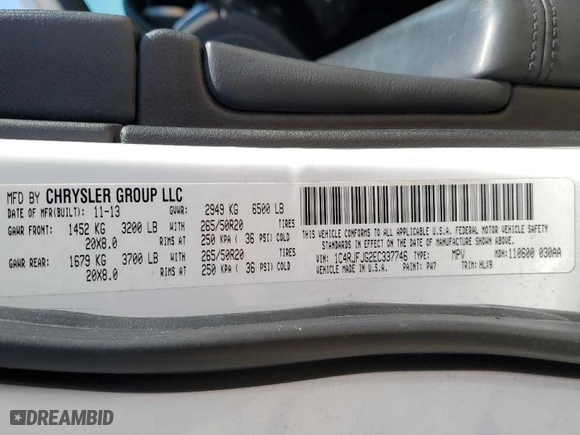 MFD BY CHRYSLER GROUP LLC
DATE OF MFR(BUILT): 11-13 GVWR: 2949 KG 6500 LB
GAWR FRONT: 1452 KG 3200 LB WITH 265/50R20 TIRES
20X8.0 RIMS AT 250 KPA ( 36 PSI) COLD
GAWR REAR: 1679 KG 3700 LB WITH 265/50R20 TIRES
20X8.0 RIMS AT 250 KPA ( 36 PSI) COLD
THIS VEHICLE CONFORMS TO ALL APPLICABLE U.S.A. FEDERAL MOTOR VEHICLE SAFETY
STANDARDS IN EFFECT ON THE DATE OF MANUFACTURE SHOWN ABOVE
VIN: 1C4RJFJG2EC337746 TYPE: MPV MDH: 110600 030AA
VEHICLE MADE IN U.S.A. PAINT: PW7 TRIM: HLX9
DREAMBID